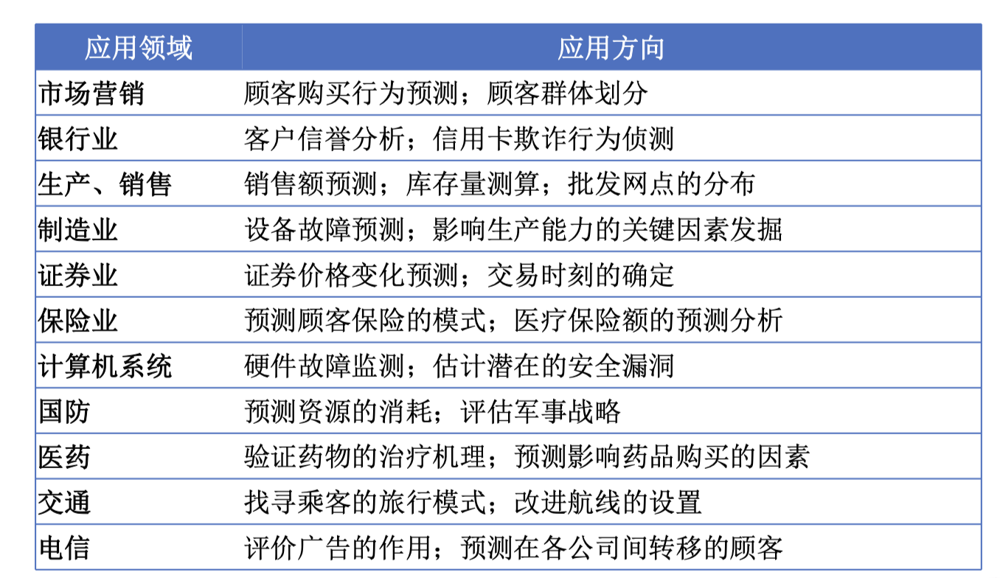 应用领域 应用方向
市场营销 顾客购买行为预测；顾客群体划分
银行业 客户信誉分析；信用卡欺诈行为侦测
生产、销售 销售额预测；库存量测算；批发网点的分布
制造业 设备故障预测；影响生产能力的关键因素发掘
证券业 证券价格变化预测；交易时刻的确定
保险业 预测顾客保险的模式；医疗保险额的预测分析
计算机系统 硬件故障监测；估计潜在的安全漏洞
国防 预测资源的消耗；评估军事战略
医药 验证药物的治疗机理；预测影响药品购买的因素
交通 找寻乘客的旅行模式；改进航线的设置
电信 评价广告的作用；预测在各公司间转移的顾客